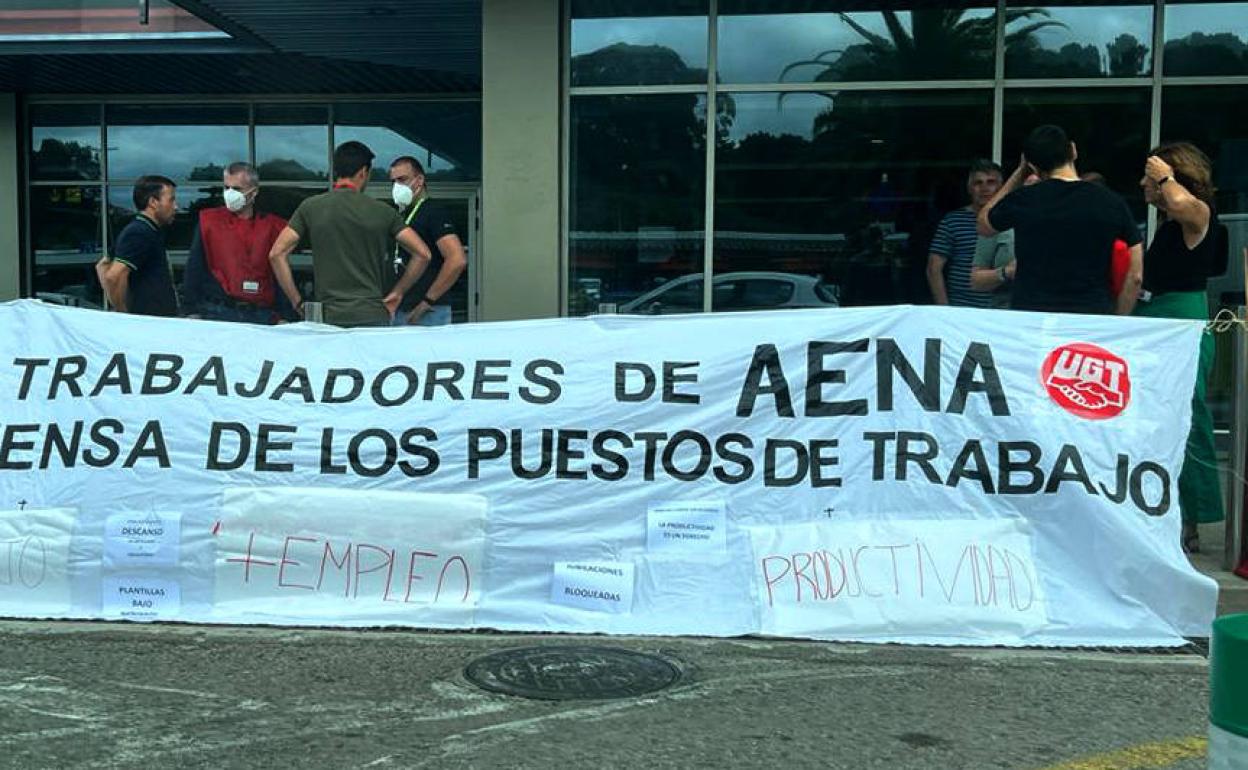 TRABAJADORES DE AENA
ENSA DE LOS PUESTOS DE TRABAJO
UGT
DESCANSO
PLANTILLAS
BAJO
+EMPLEO
BLOQUEADAS
LA PRODUCTIVIDAD
ES UN DERECHO
PRODUCTIVIDAD